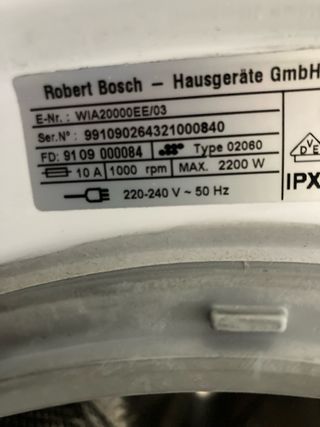 Robert Bosch – Hausgeräte GmbH
E-Nr.: WIA20000EE/03
Ser.N°: 991090264321000840
FD: 9109 000084 Type 02060
10 A 1000 rpm MAX. 2200 W
220-240 V ~ 50 Hz
DVE
IPX